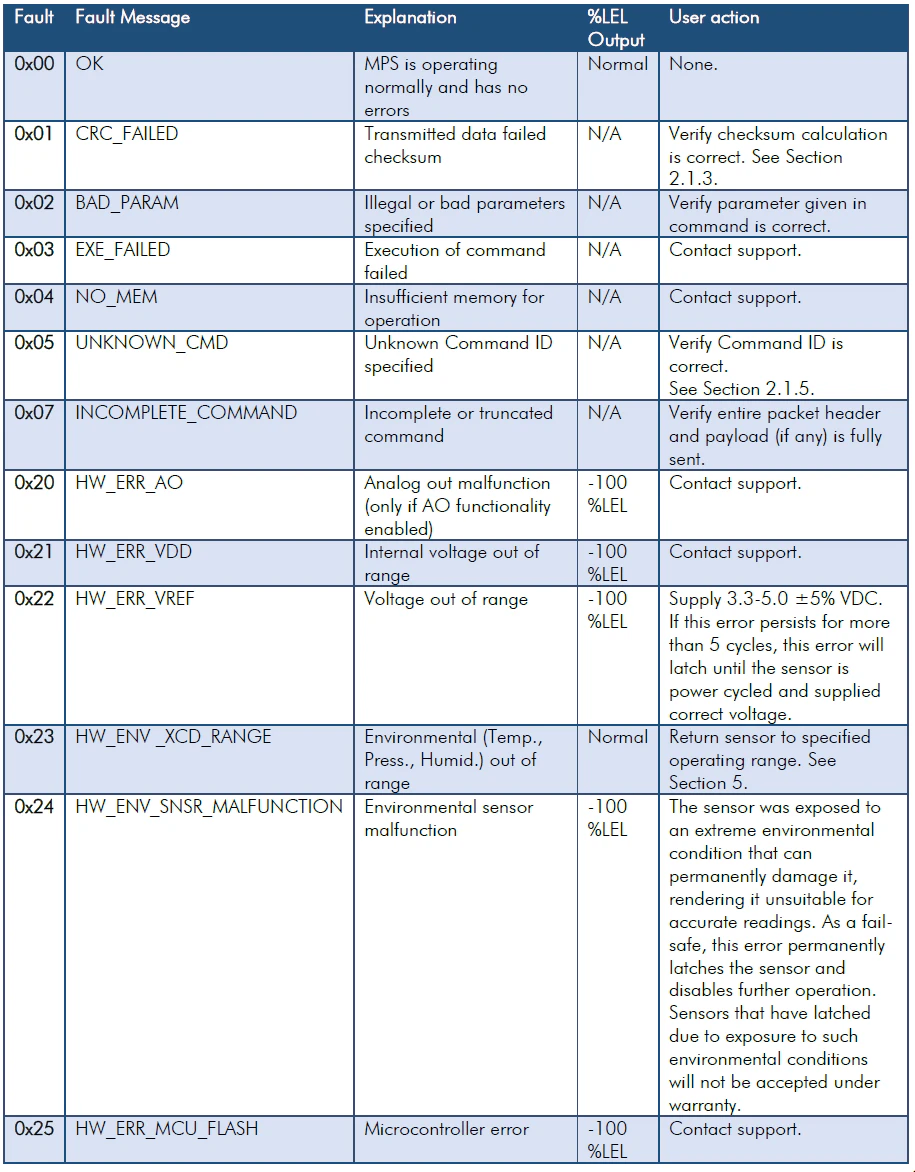 Fault Fault Message Explanation %LEL Output User action
0x00 OK MPS is operating Normal None.
normally and has no
errors
0x01 CRC_FAILED Transmitted data failed N/A Verify checksum calculation
checksum is correct. See Section
2.1.3.
0x02 BAD_PARAM Illegal or bad parameters N/A Verify parameter given in
specified command is correct.
0x03 EXE_FAILED Execution of command N/A Contact support.
failed
0x04 NO_MEM Insufficient memory for N/A Contact support.
operation
0x05 UNKNOWN_CMD Unknown Command ID N/A Verify Command ID is
specified correct.
See Section 2.1.5.
0x07 INCOMPLETE_COMMAND Incomplete or truncated N/A Verify entire packet header
command and payload (if any) is fully
sent.
0x20 HW_ERR_AO Analog out malfunction -100 Contact support.
(only if AO functionality %LEL
enabled)
0x21 HW_ERR_VDD Internal voltage out of -100 Contact support.
range %LEL
0x22 HW_ERR_VREF Voltage out of range -100 Supply 3.3-5.0 ±5% VDC.
%LEL If this error persists for more
than 5 cycles, this error will
latch until the sensor is
power cycled and supplied
correct voltage.
0x23 HW_ENV _XCD_RANGE Environmental (Temp., Normal Return sensor to specified
Press., Humid.) out of operating range. See
range Section 5.
0x24 HW_ENV_SNSR_MALFUNCTION Environmental sensor -100 The sensor was exposed to
malfunction %LEL an extreme environmental
condition that can
permanently damage it,
rendering it unsuitable for
accurate readings. As a fail-
safe, this error permanently
latches the sensor and
disables further operation.
Sensors that have latched
due to exposure to such
environmental conditions
will not be accepted under
warranty.
0x25 HW_ERR_MCU_FLASH Microcontroller error -100 Contact support.
%LEL